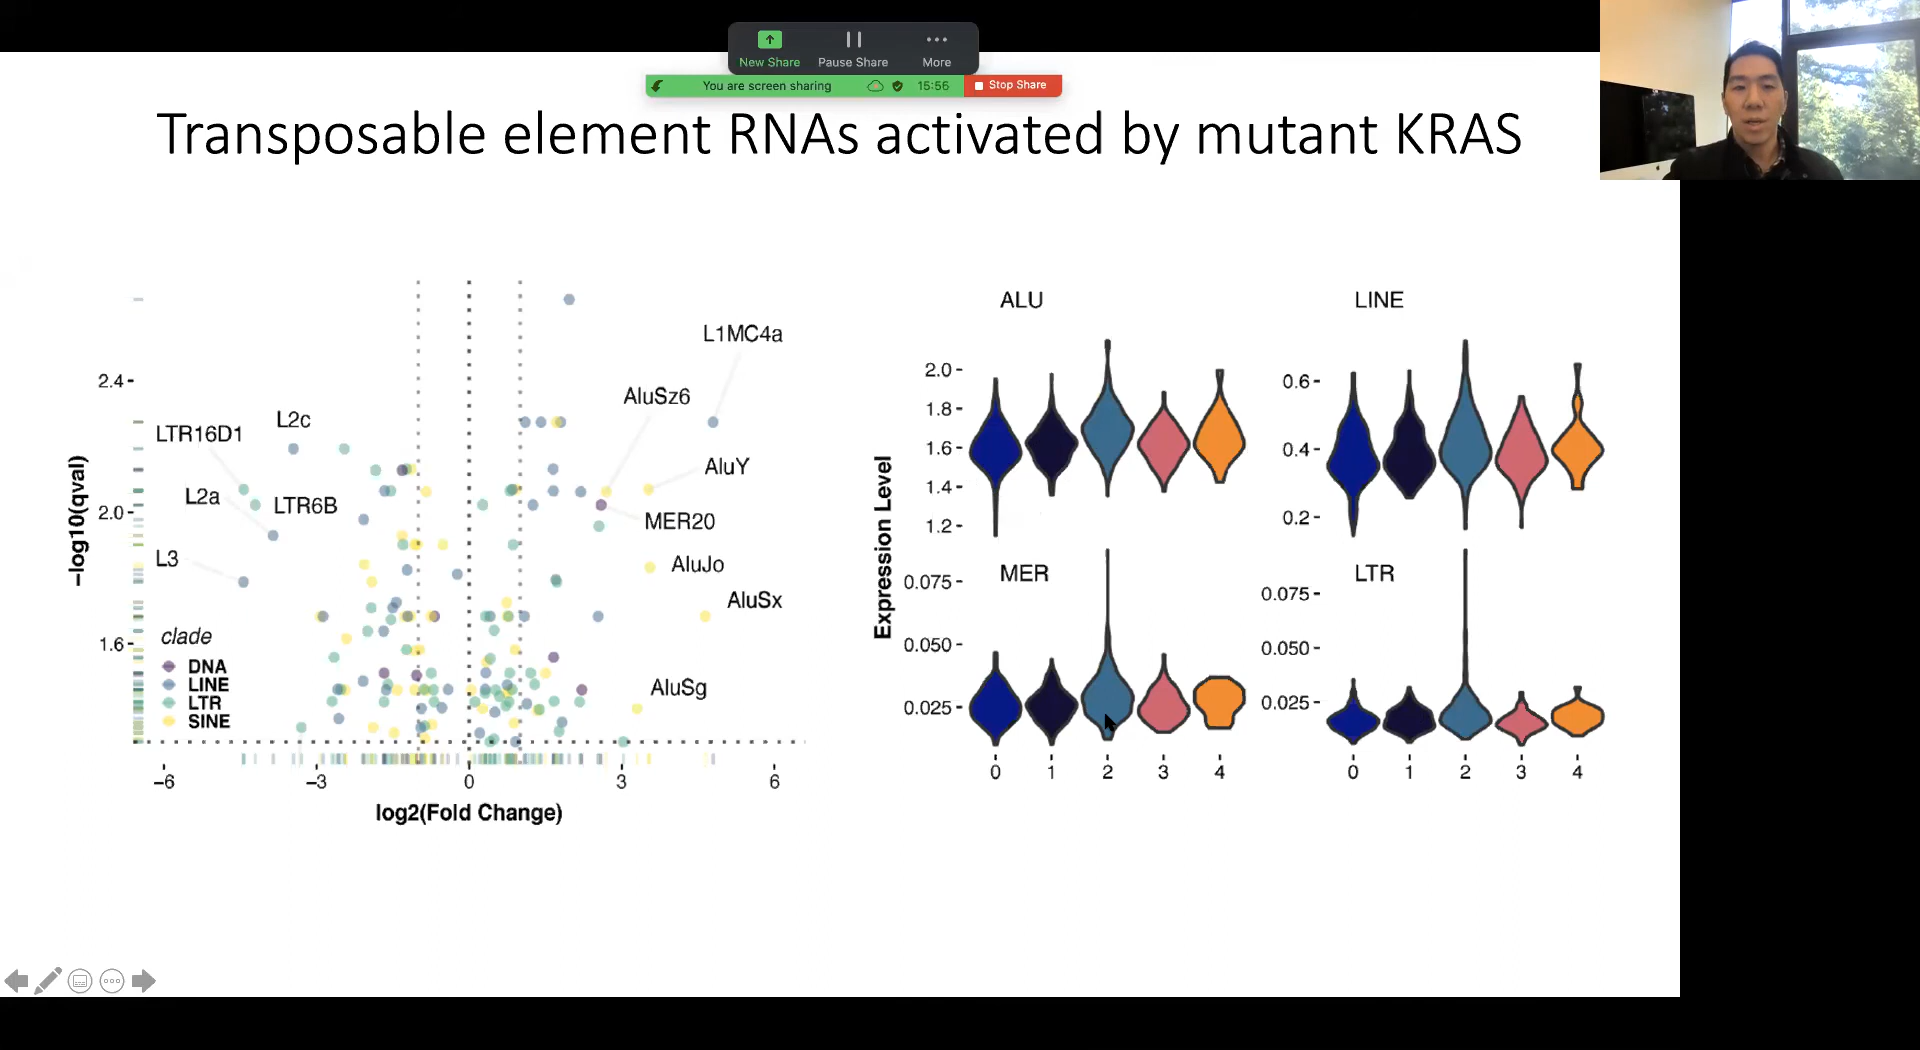 New Share
Pause Share
More
You are screen sharing
15:56
Stop Share
Transposable element RNAs activated by mutant KRAS
−log10(qval)
2.4
2.0
1.6
L1MC4a
AluSz6
L2c
LTR16D1
AluY
L2a
LTR6B
MER20
L3
AluJo
AluSx
AluSg
clade
DNA
LINE
LTR
SINE
−6
−3
0
3
6
log2(Fold Change)
Expression Level
ALU
2.0
1.8
1.6
1.4
1.2
LINE
0.6
0.4
0.2
MER
0.075
0.050
0.025
0 1 2 3 4
LTR
0.075
0.050
0.025
0 1 2 3 4